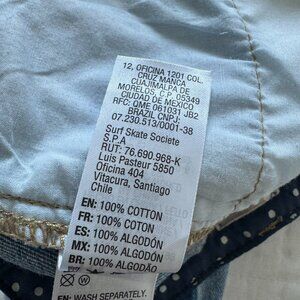 12, OFICINA 1201 COL.
CRUZ MANCA
CUAJIMALPA DE
MORELOS, C.P. 05349
CIUDAD DE MEXICO
RFC: QME 061031 JB2
BRAZIL CNPJ:
07.230.513/0001-38
Surf Skate Societe
S.P.A
RUT: 76.690.968-K
Luis Pasteur 5850
Oficina 404
Vitacura, Santiago
Chile
EN: 100% COTTON
FR: 100% COTON
ES: 100% ALGODÓN
MX: 100% ALGODÓN
BR: 100% ALGODÃO
EN: WASH SEPARATELY.